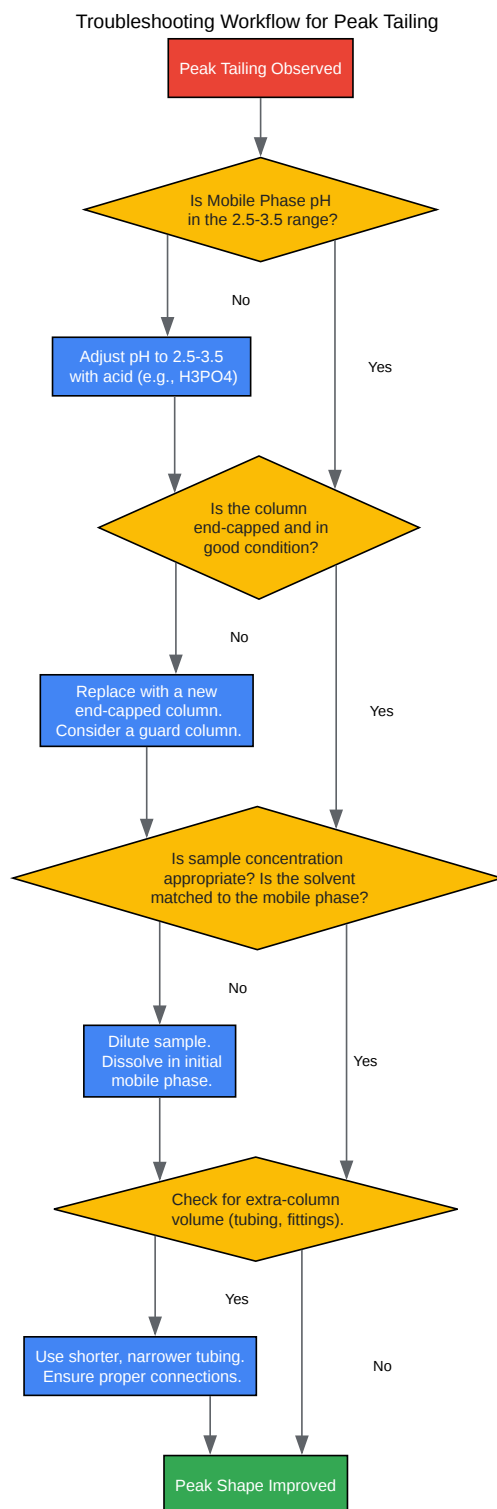 Troubleshooting Workflow for Peak Tailing
Peak Tailing Observed
Is Mobile Phase pH
in the 2.5-3.5 range?
No
Yes
Adjust pH to 2.5-3.5
with acid (e.g., H3PO4)
Is the column
end-capped and in
good condition?
No
Yes
Replace with a new
end-capped column.
Consider a guard column.
Is sample concentration
appropriate? Is the solvent
matched to the mobile phase?
No
Yes
Dilute sample.
Dissolve in initial
mobile phase.
Check for extra-column
volume (tubing, fittings).
Yes
No
Use shorter, narrower tubing.
Ensure proper connections.
Peak Shape Improved